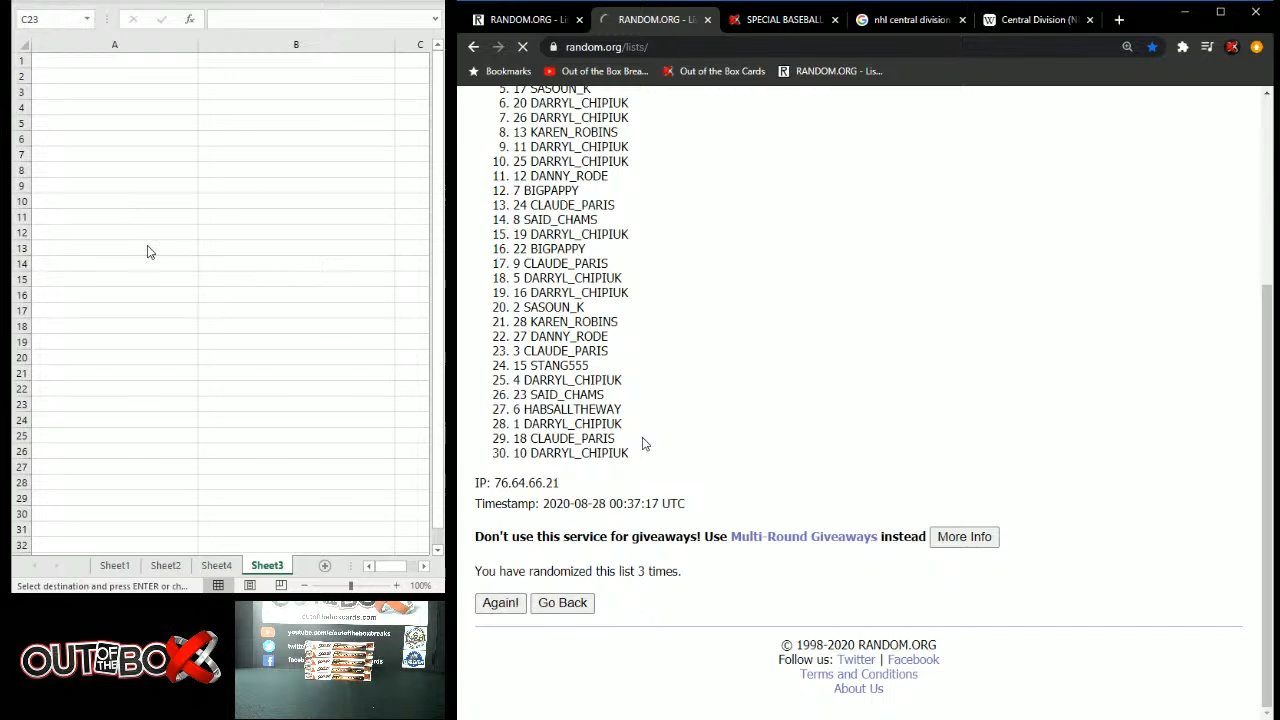 C23
RANDOM.ORG - Li
RANDOM.ORG - Li
SPECIAL BASEBALL
nhl central division
Central Division (N
random.org/lists/
Bookmarks
Out of the Box Brea...
Out of the Box Cards
RANDOM.ORG - Lis...
A B C
1
2
3
4
5
6
7
8
9
10
11
12
13
14
15
16
17
18
19
20
21
22
23
24
25
26
27
28
29
30
31
32
5. 17 SASOUN_K
6. 20 DARRYL_CHIPIUK
7. 26 DARRYL_CHIPIUK
8. 13 KAREN_ROBINS
9. 11 DARRYL_CHIPIUK
10. 25 DARRYL_CHIPIUK
11. 12 DANNY_RODE
12. 7 BIGPAPPY
13. 24 CLAUDE_PARIS
14. 8 SAID_CHAMS
15. 19 DARRYL_CHIPIUK
16. 22 BIGPAPPY
17. 9 CLAUDE_PARIS
18. 5 DARRYL_CHIPIUK
19. 16 DARRYL_CHIPIUK
20. 2 SASOUN_K
21. 28 KAREN_ROBINS
22. 27 DANNY_RODE
23. 3 CLAUDE_PARIS
24. 15 STANG555
25. 4 DARRYL_CHIPIUK
26. 23 SAID_CHAMS
27. 6 HABSALLTHEWAY
28. 1 DARRYL_CHIPIUK
29. 18 CLAUDE_PARIS
30. 10 DARRYL_CHIPIUK
IP: 76.64.66.21
Timestamp: 2020-08-28 00:37:17 UTC
Don't use this service for giveaways! Use Multi-Round Giveaways instead More Info
You have randomized this list 3 times.
Again! Go Back
© 1998-2020 RANDOM.ORG
Follow us: Twitter | Facebook
Terms and Conditions
About Us
Sheet1 Sheet2 Sheet4 Sheet3
Select destination and press ENTER or ch... 100%
OUT OF THE BOX
outoftheboxcards.com